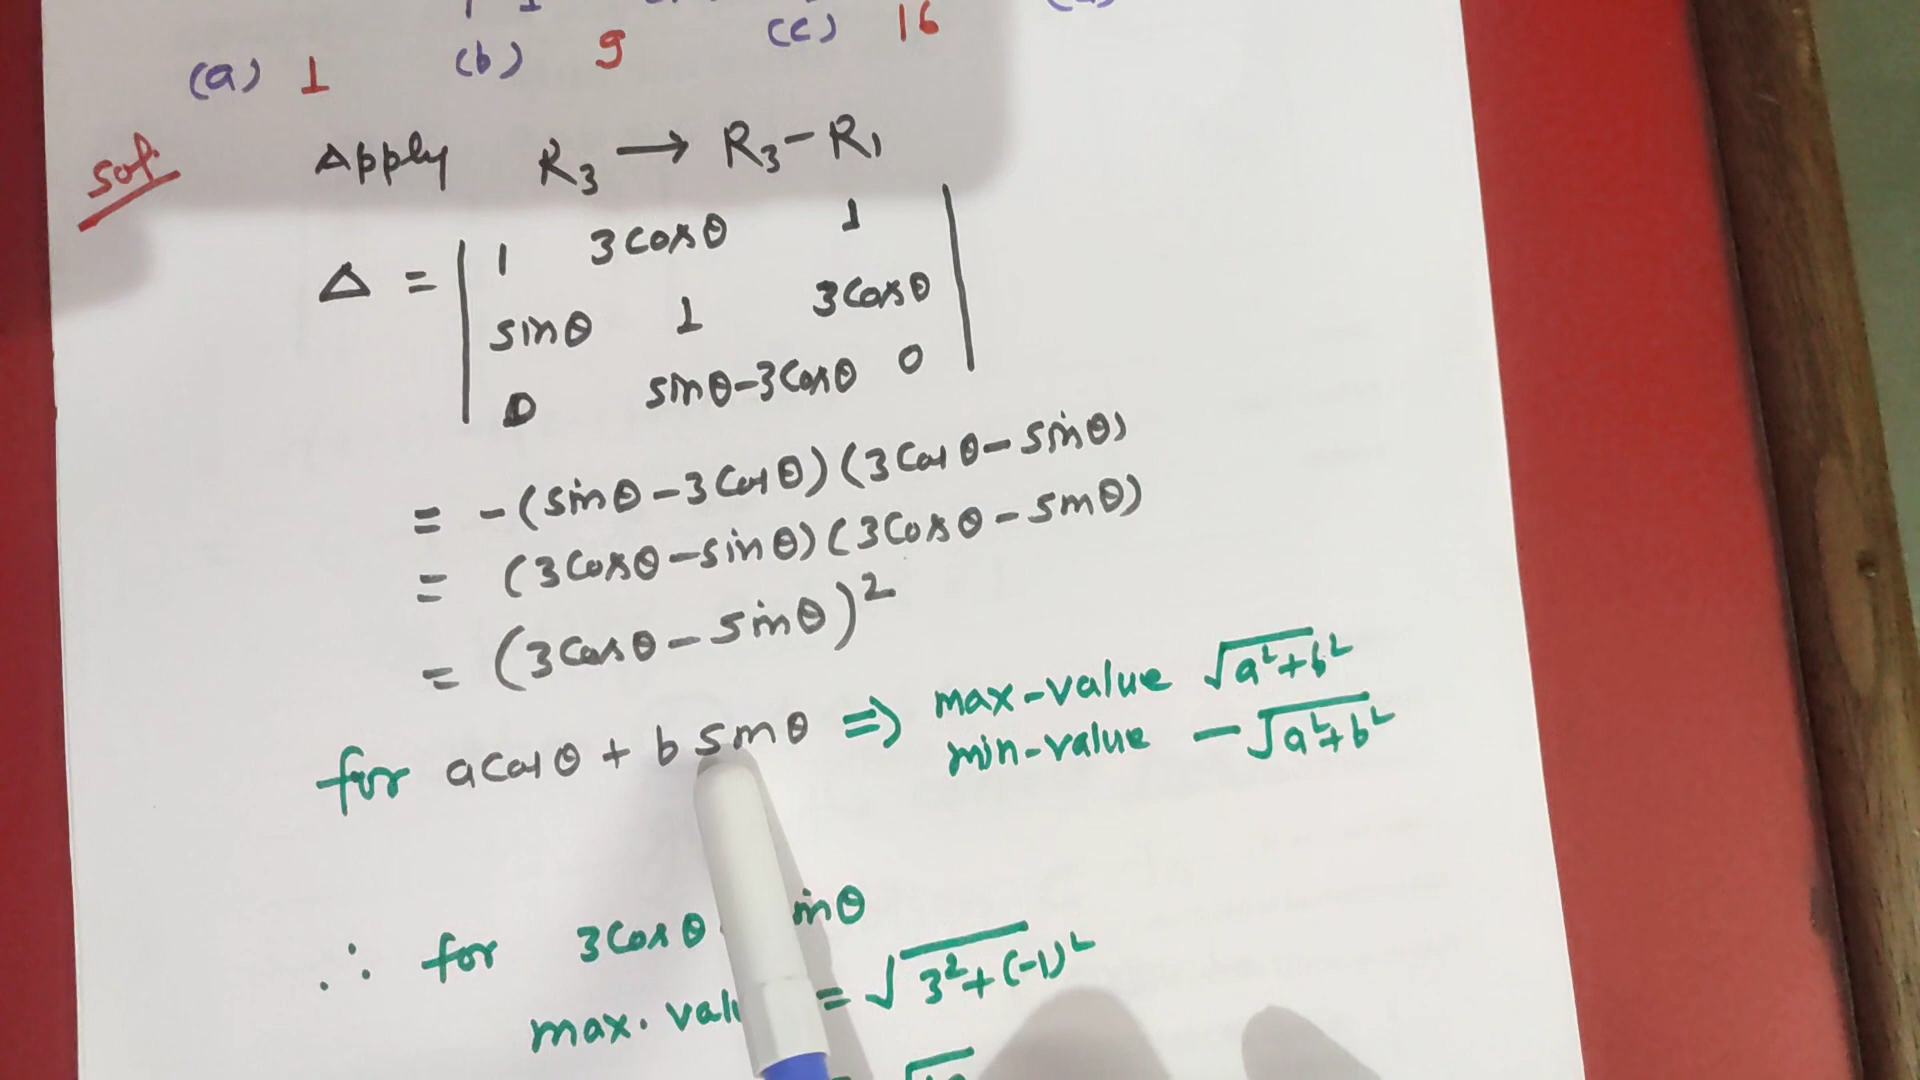 (a) 1 (b) 9 (c) 16
Sol. Apply R₃ → R₃-R₁
Δ = | 1 3cosθ 1 |
| sinθ 1 3cosθ |
| 0 sinθ-3cosθ 0 |
= -(sinθ-3cosθ)(3cosθ-sinθ)
= (3cosθ-sinθ)(3cosθ-sinθ)
= (3cosθ-sinθ)²
for acosθ + b sinθ ⇒ max-value √a²+b²
min-value -√a²+b²
∴ for 3cosθ inθ
max. val = √3²+(-1)²
=